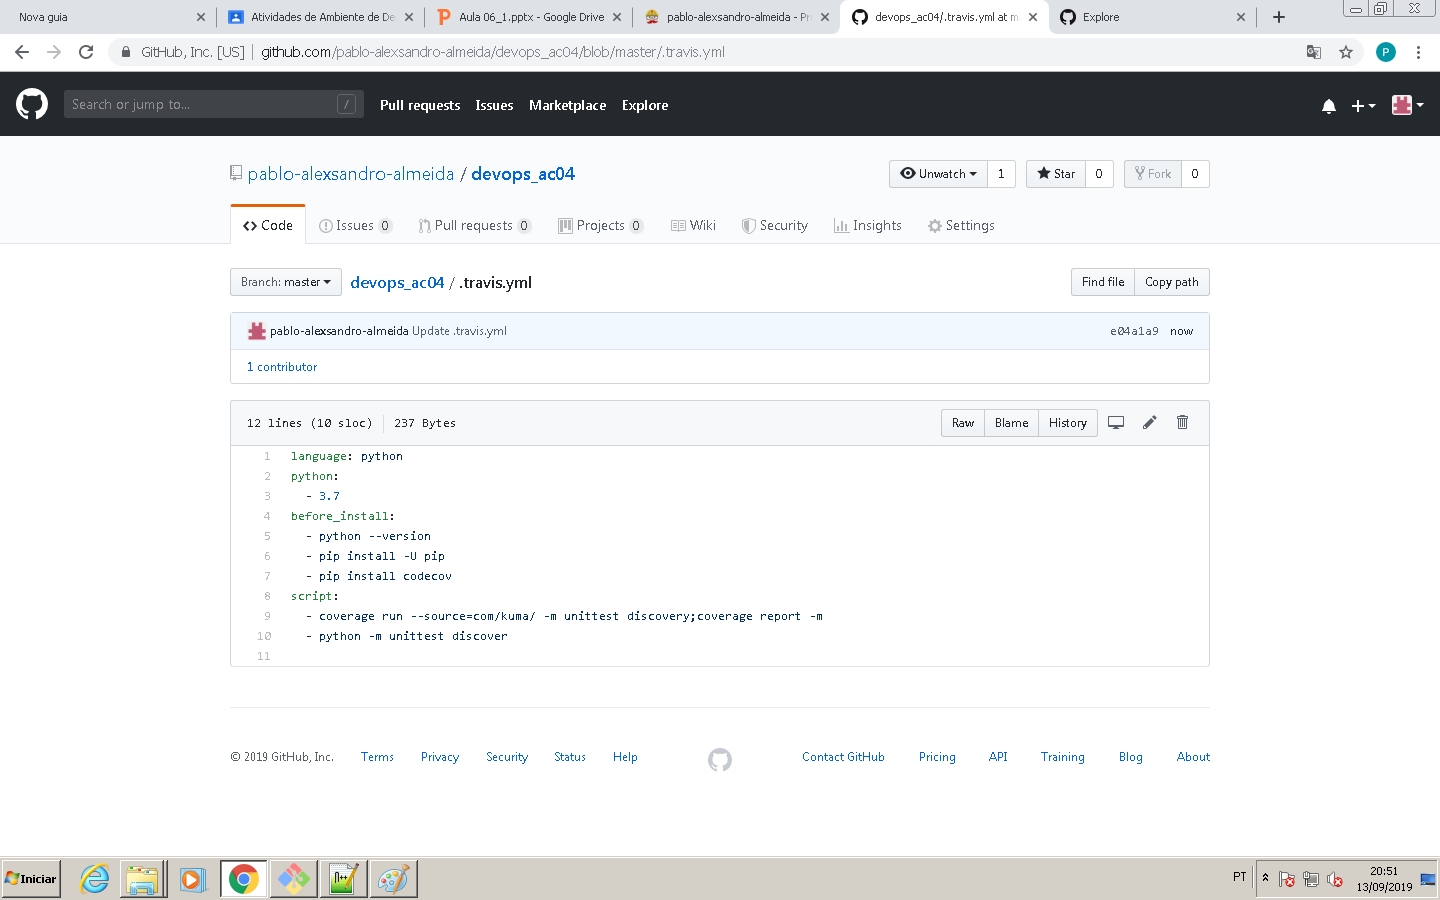 Nova guia
Atividades de Ambiente de De
Aula 06_1.pptx - Google Drive
pablo-alexsandro-almeida - Pr
devops_ac04/.travis.yml at m
Explore
GitHub, Inc. [US] | github.com/pablo-alexsandro-almeida/devops_ac04/blob/master/.travis.yml
P
Search or jump to... /
Pull requests Issues Marketplace Explore
pablo-alexsandro-almeida / devops_ac04
Unwatch 1 Star 0 Fork 0
Code Issues 0 Pull requests 0 Projects 0 Wiki Security Insights Settings
Branch: master devops_ac04 / .travis.yml Find file Copy path
pablo-alexsandro-almeida Update .travis.yml e04a1a9 now
1 contributor
12 lines (10 sloc) 237 Bytes Raw Blame History
1 language: python
2 python:
3 - 3.7
4 before_install:
5 - python --version
6 - pip install -U pip
7 - pip install codecov
8 script:
9 - coverage run --source=com/kuma/ -m unittest discovery;coverage report -m
10 - python -m unittest discover
11
© 2019 GitHub, Inc. Terms Privacy Security Status Help Contact GitHub Pricing API Training Blog About
Iniciar
PT
20:51
13/09/2019